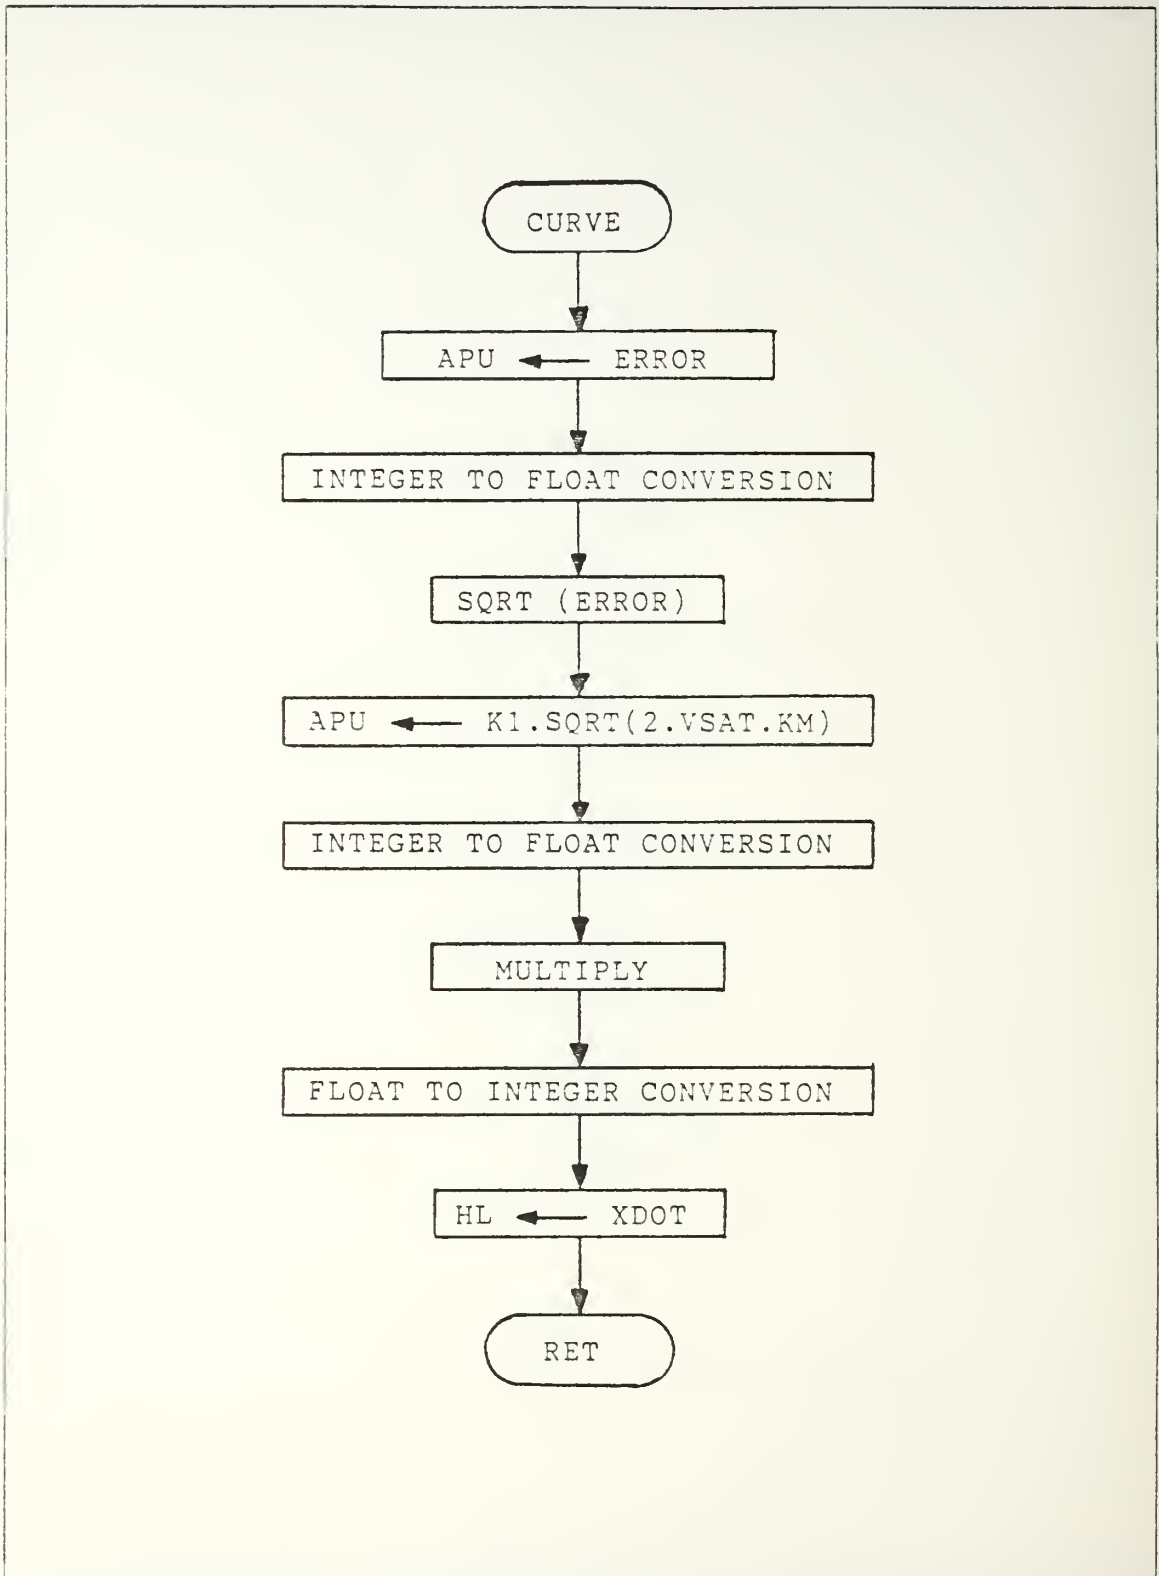 CURVE
APU ← ERROR
INTEGER TO FLOAT CONVERSION
SQRT (ERROR)
APU ← K1.SQRT(2.VSAT.KM)
INTEGER TO FLOAT CONVERSION
MULTIPLY
FLOAT TO INTEGER CONVERSION
HL ← XDOT
RET